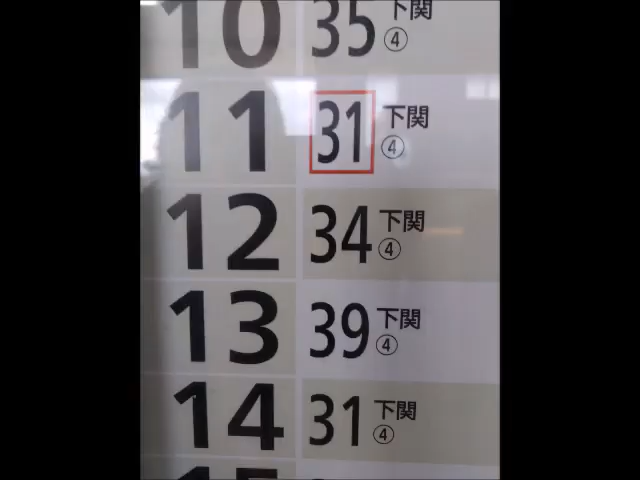 10 35 下関 ④
11 31 下関 ④
12 34 下関 ④
13 39 下関 ④
14 31 下関 ④